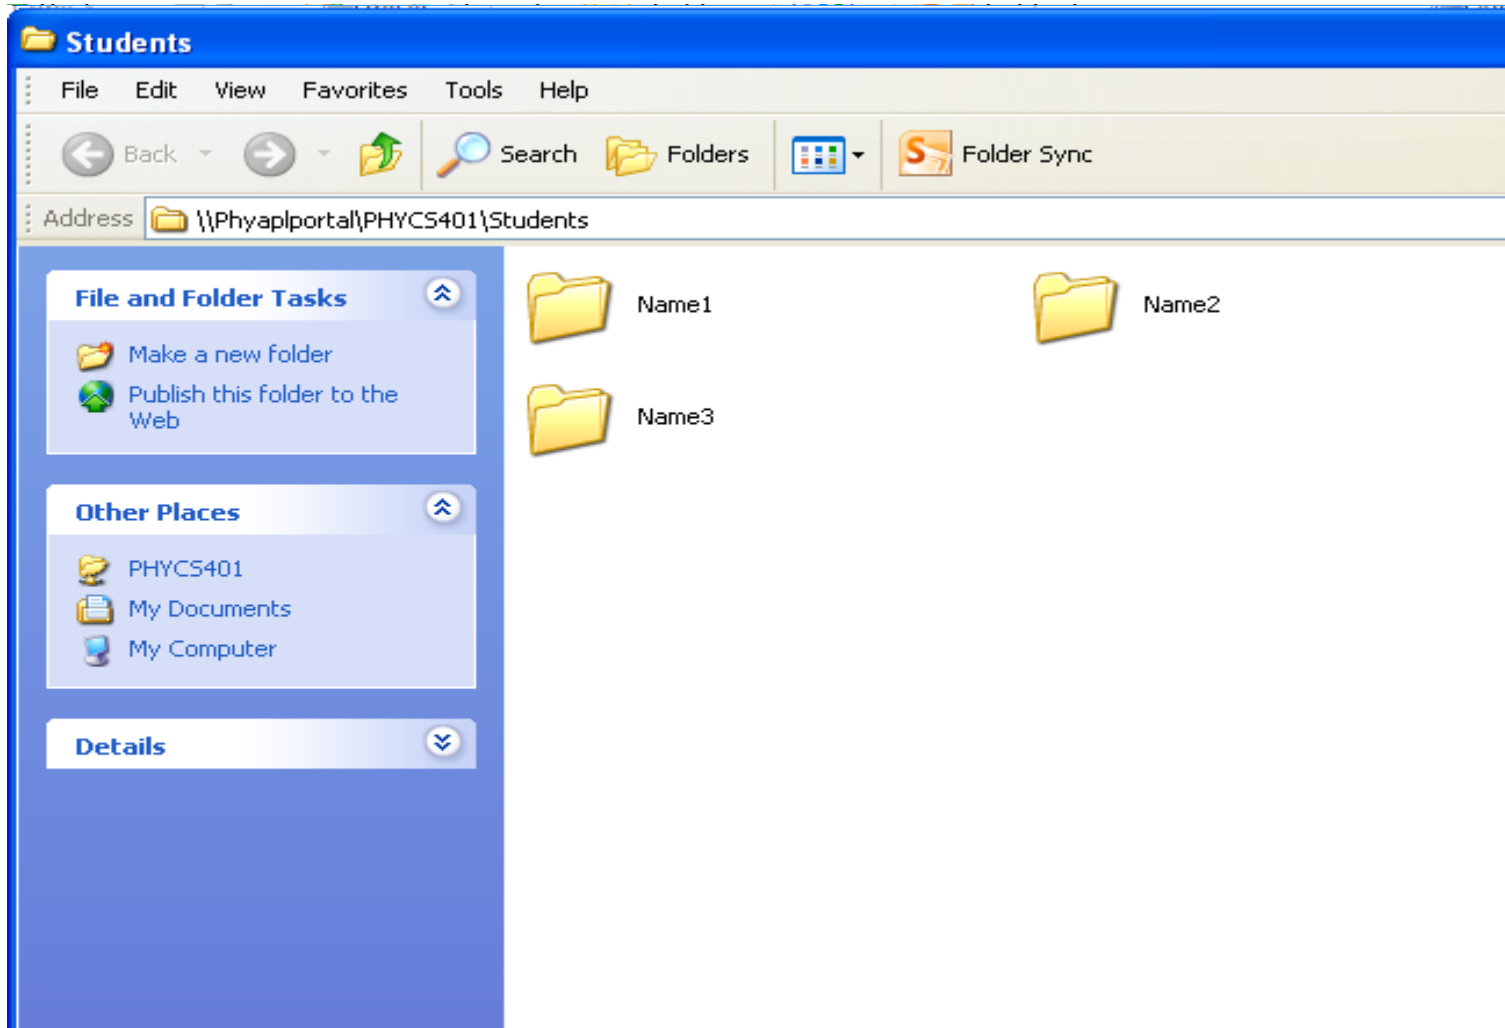 Students
File Edit View Favorites Tools Help
Back Search Folders Folder Sync
Address \\Phyaplportal\PHYCS401\Students
File and Folder Tasks
Make a new folder
Publish this folder to the
Web
Other Places
PHYCS401
My Documents
My Computer
Details
Name1 Name2
Name3